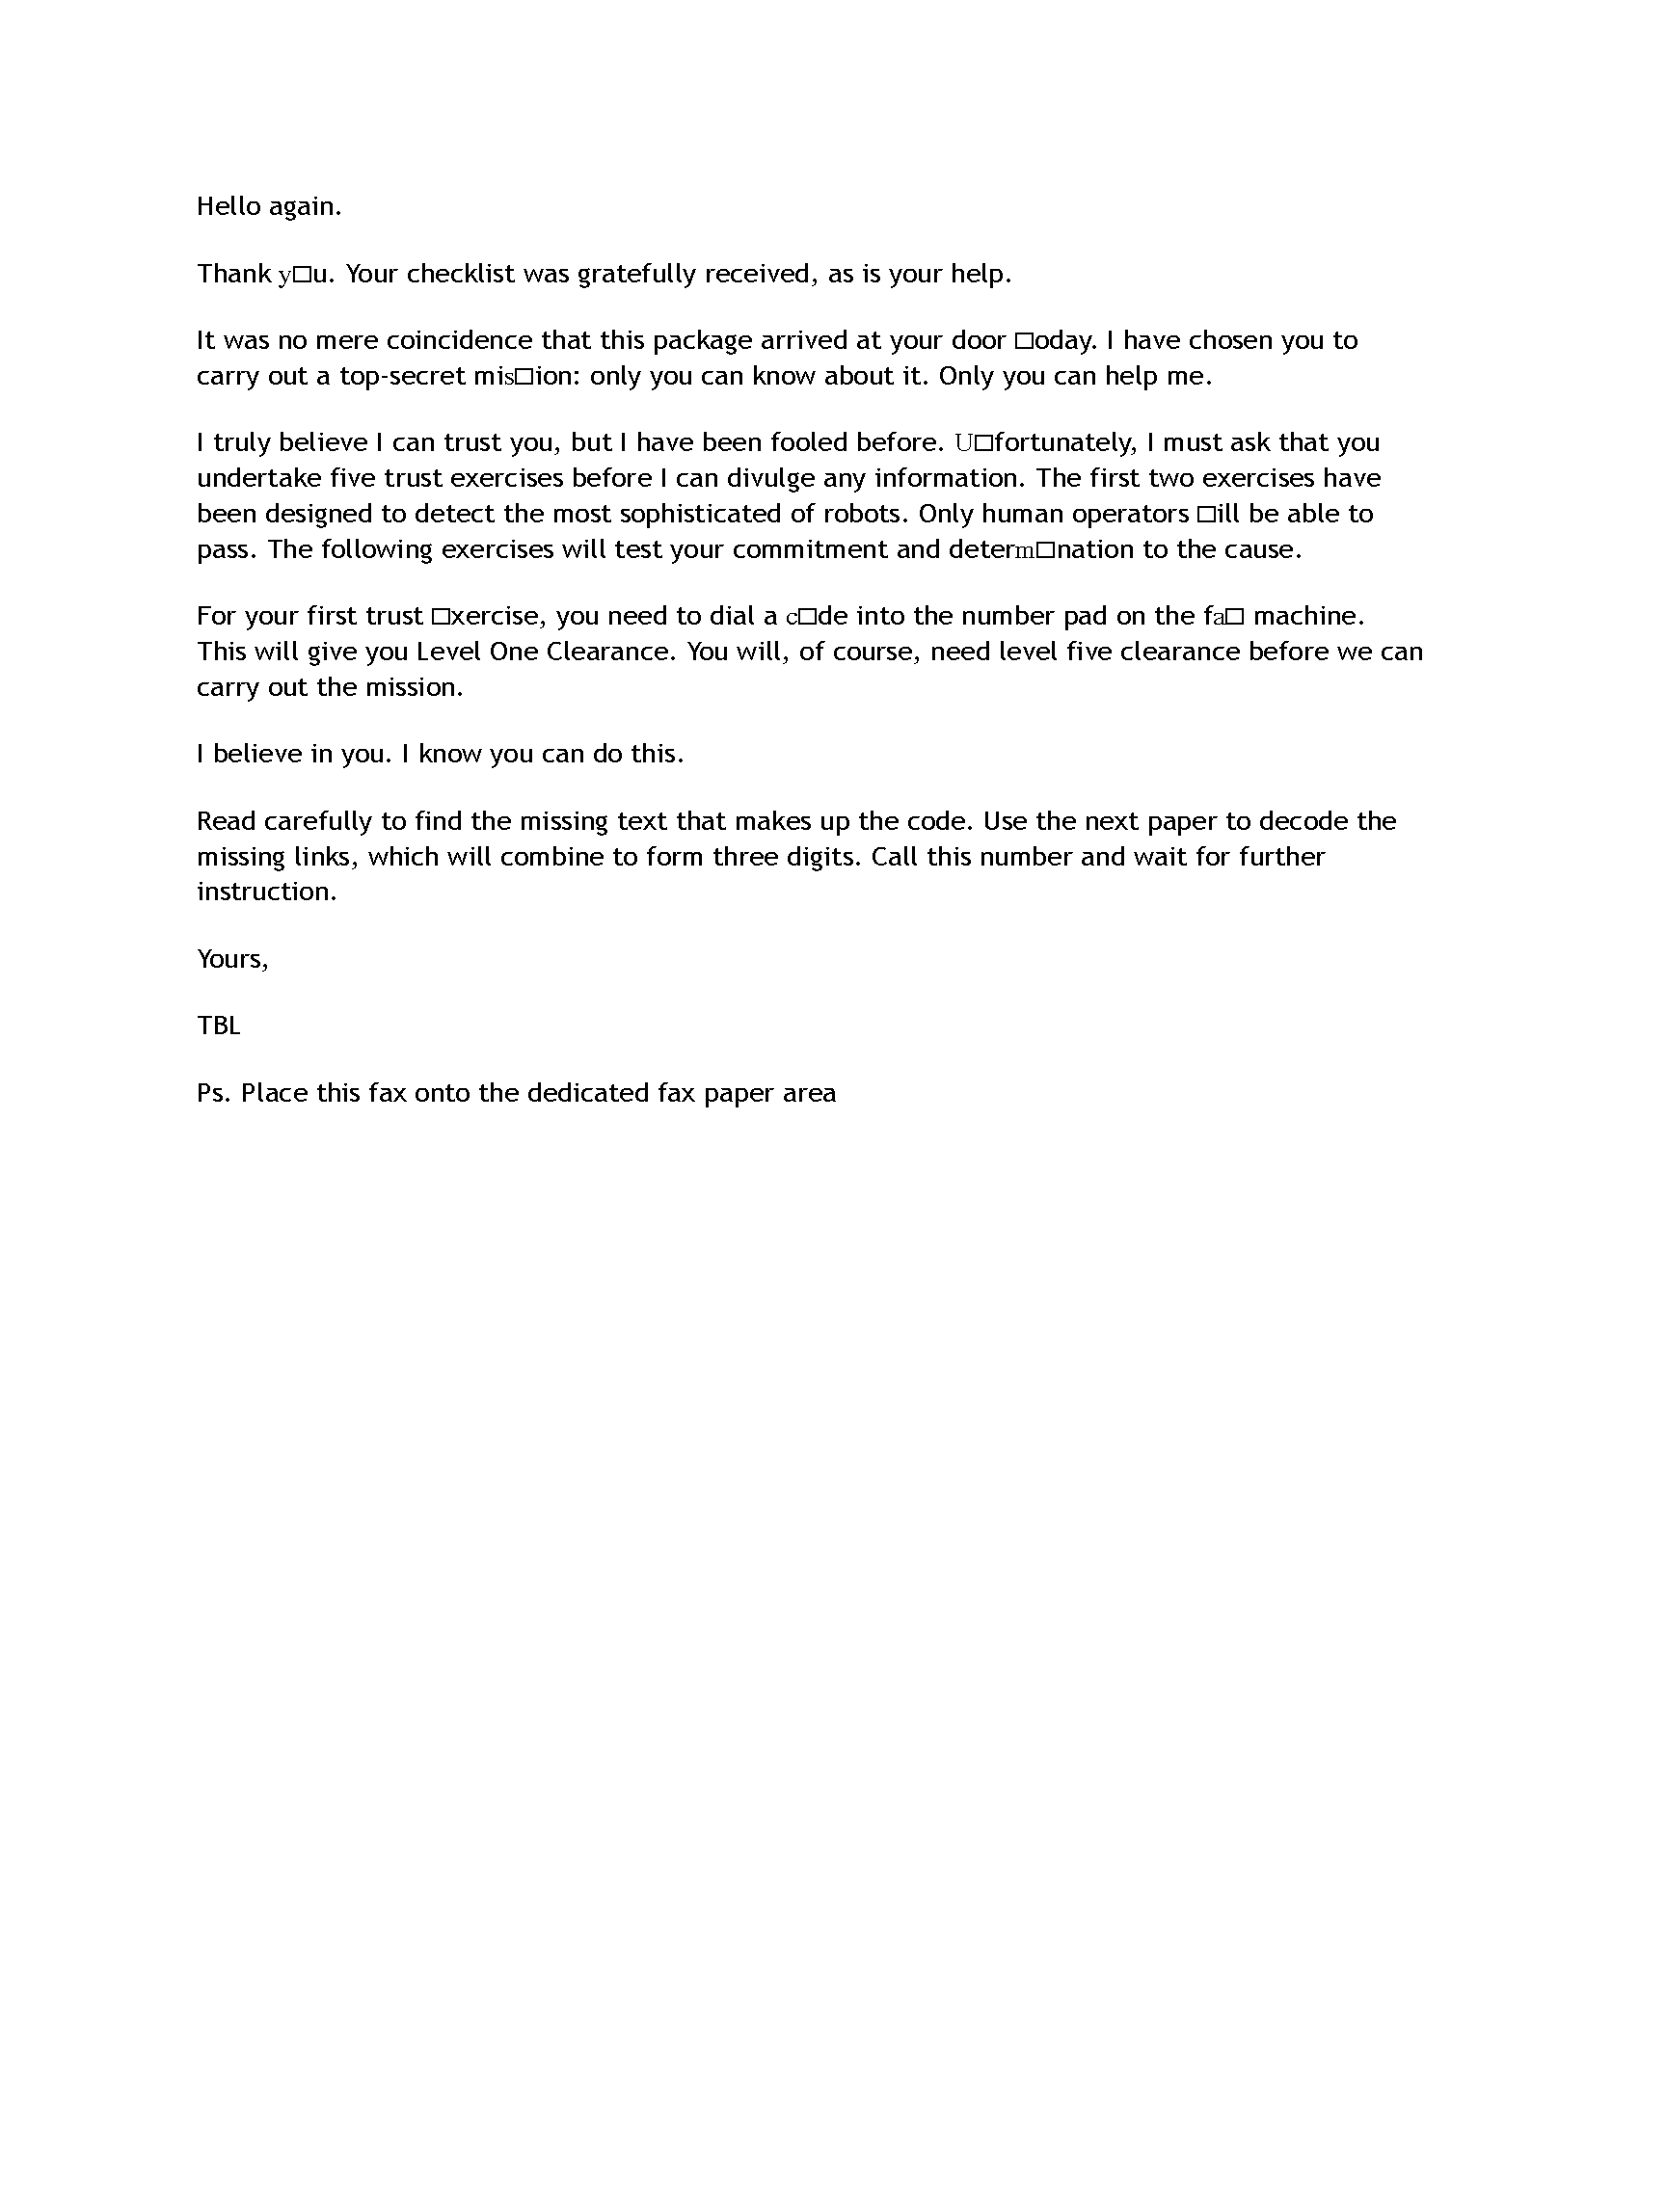 Hello again.
Thank y□u. Your checklist was gratefully received, as is your help.
It was no mere coincidence that this package arrived at your door □oday. I have chosen you to
carry out a top-secret mis□ion: only you can know about it. Only you can help me.
I truly believe I can trust you, but I have been fooled before. U□fortunately, I must ask that you
undertake five trust exercises before I can divulge any information. The first two exercises have
been designed to detect the most sophisticated of robots. Only human operators □ill be able to
pass. The following exercises will test your commitment and determ□nation to the cause.
For your first trust □xercise, you need to dial a c□de into the number pad on the fa□ machine.
This will give you Level One Clearance. You will, of course, need level five clearance before we can
carry out the mission.
I believe in you. I know you can do this.
Read carefully to find the missing text that makes up the code. Use the next paper to decode the
missing links, which will combine to form three digits. Call this number and wait for further
instruction.
Yours,
TBL
Ps. Place this fax onto the dedicated fax paper area